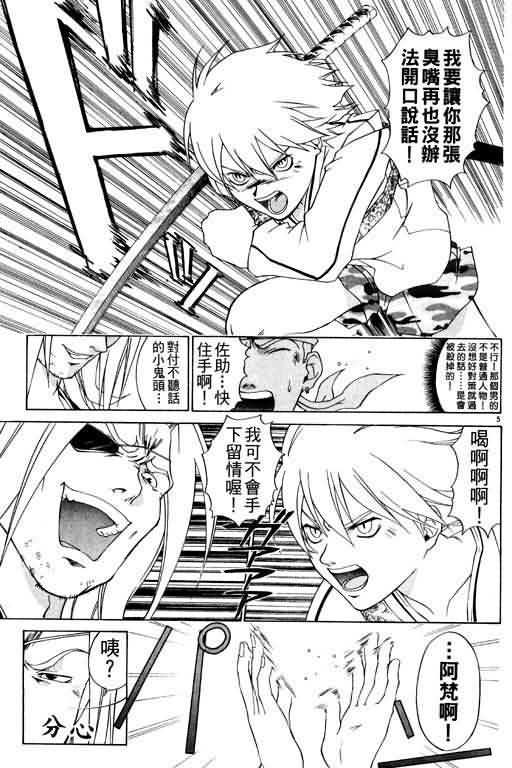 我要讓你那張
臭嘴再也沒辦
法開口說話！
不行！那個男的
不是普通人物！
沒想好對策就過
去的話……是會
被殺掉的！
佐助…快
住手啊！
對付不聽話
的小鬼頭…
5
喝啊啊啊！
我可不會手
下留情喔！
…阿梵啊！
咦？
分心